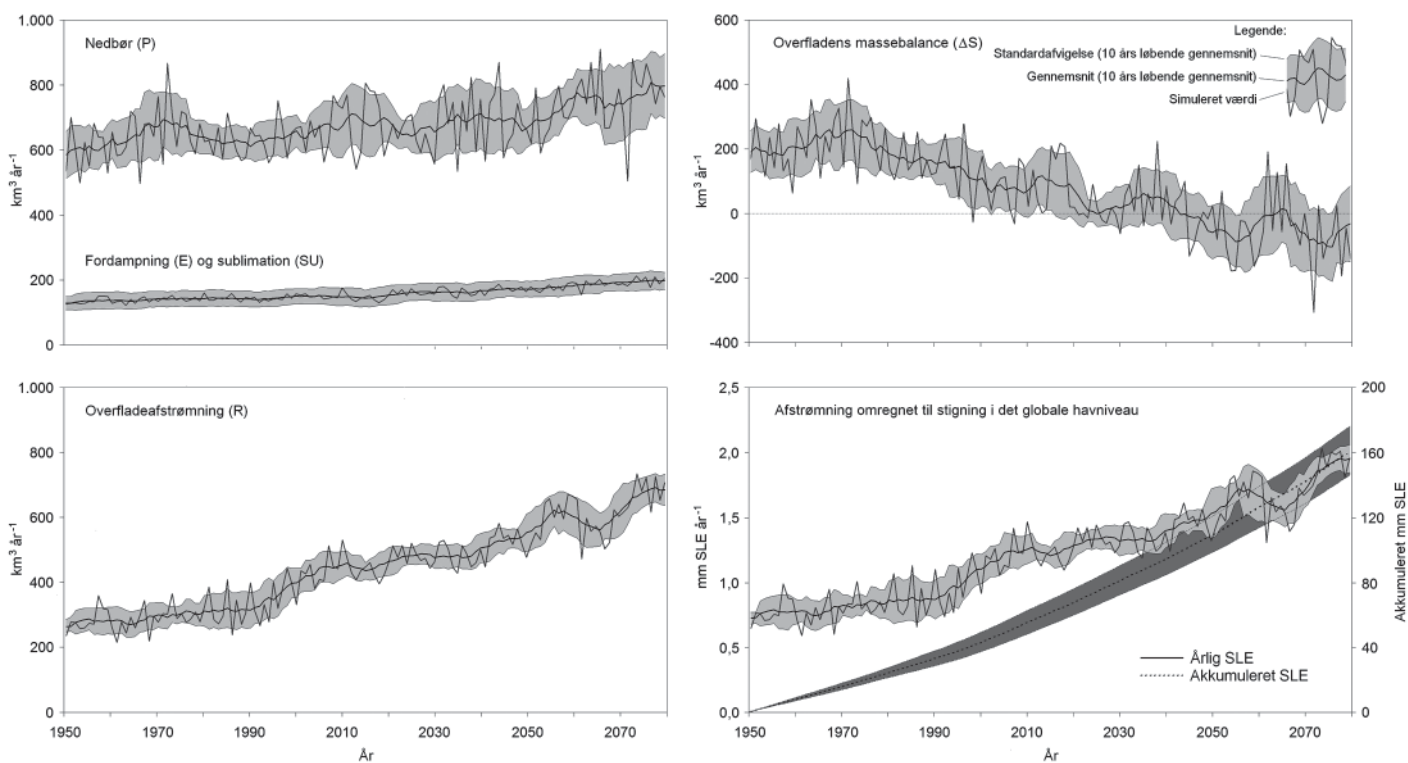 1.000
800
600
400
200
0
km³ år⁻¹
Nedbør (P)
Fordampning (E) og sublimation (SU)
600
400
200
0
-200
-400
km³ år⁻¹
Overfladens massebalance (ΔS)
Legende:
Standardafvigelse (10 års løbende gennemsnit)
Gennemsnit (10 års løbende gennemsnit)
Simuleret værdi
1.000
800
600
400
200
0
km³ år⁻¹
Overfladeafstrømning (R)
1950 1970 1990 2010 2030 2050 2070
År
2,5
2,0
1,5
1,0
0,5
0,0
mm SLE år⁻¹
Afstrømning omregnet til stigning i det globale havniveau
Årlig SLE
Akkumuleret SLE
200
160
120
80
40
0
Akkumuleret mm SLE
1950 1970 1990 2010 2030 2050 2070
År